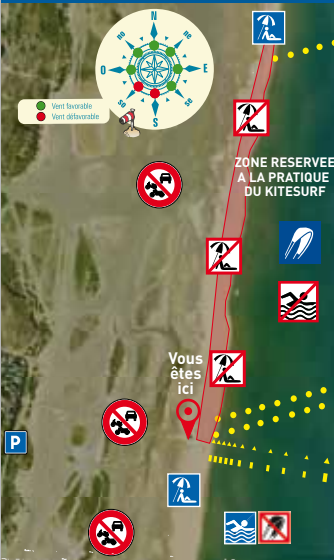 N
no
ne
O
E
so
se
S
Vent favorable
Vent défavorable
ZONE RESERVEE
A LA PRATIQUE
DU KITESURF
Vous
êtes
ici
P